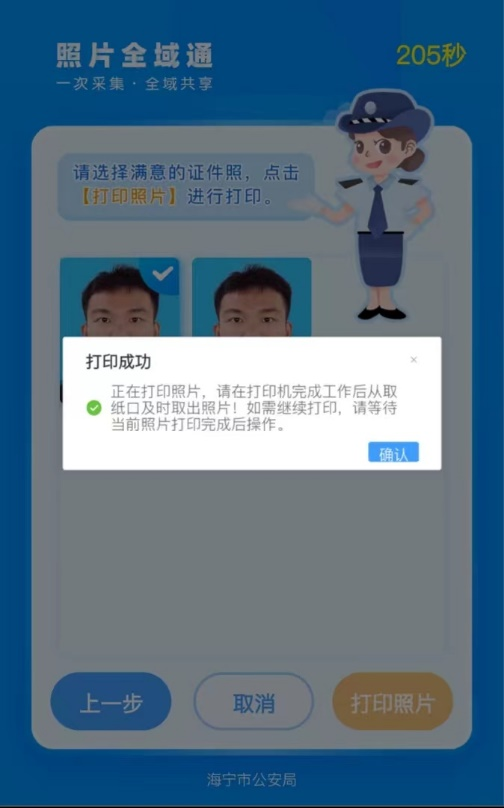 照片全域通
205秒
一次采集·全域共享
请选择满意的证件照，点击
【打印照片】进行打印。
打印成功
×
正在打印照片，请在打印机完成工作后从取
纸口及时取出照片！如需继续打印，请等待
当前照片打印完成后操作。
确认
上一步
取消
打印照片
海宁市公安局